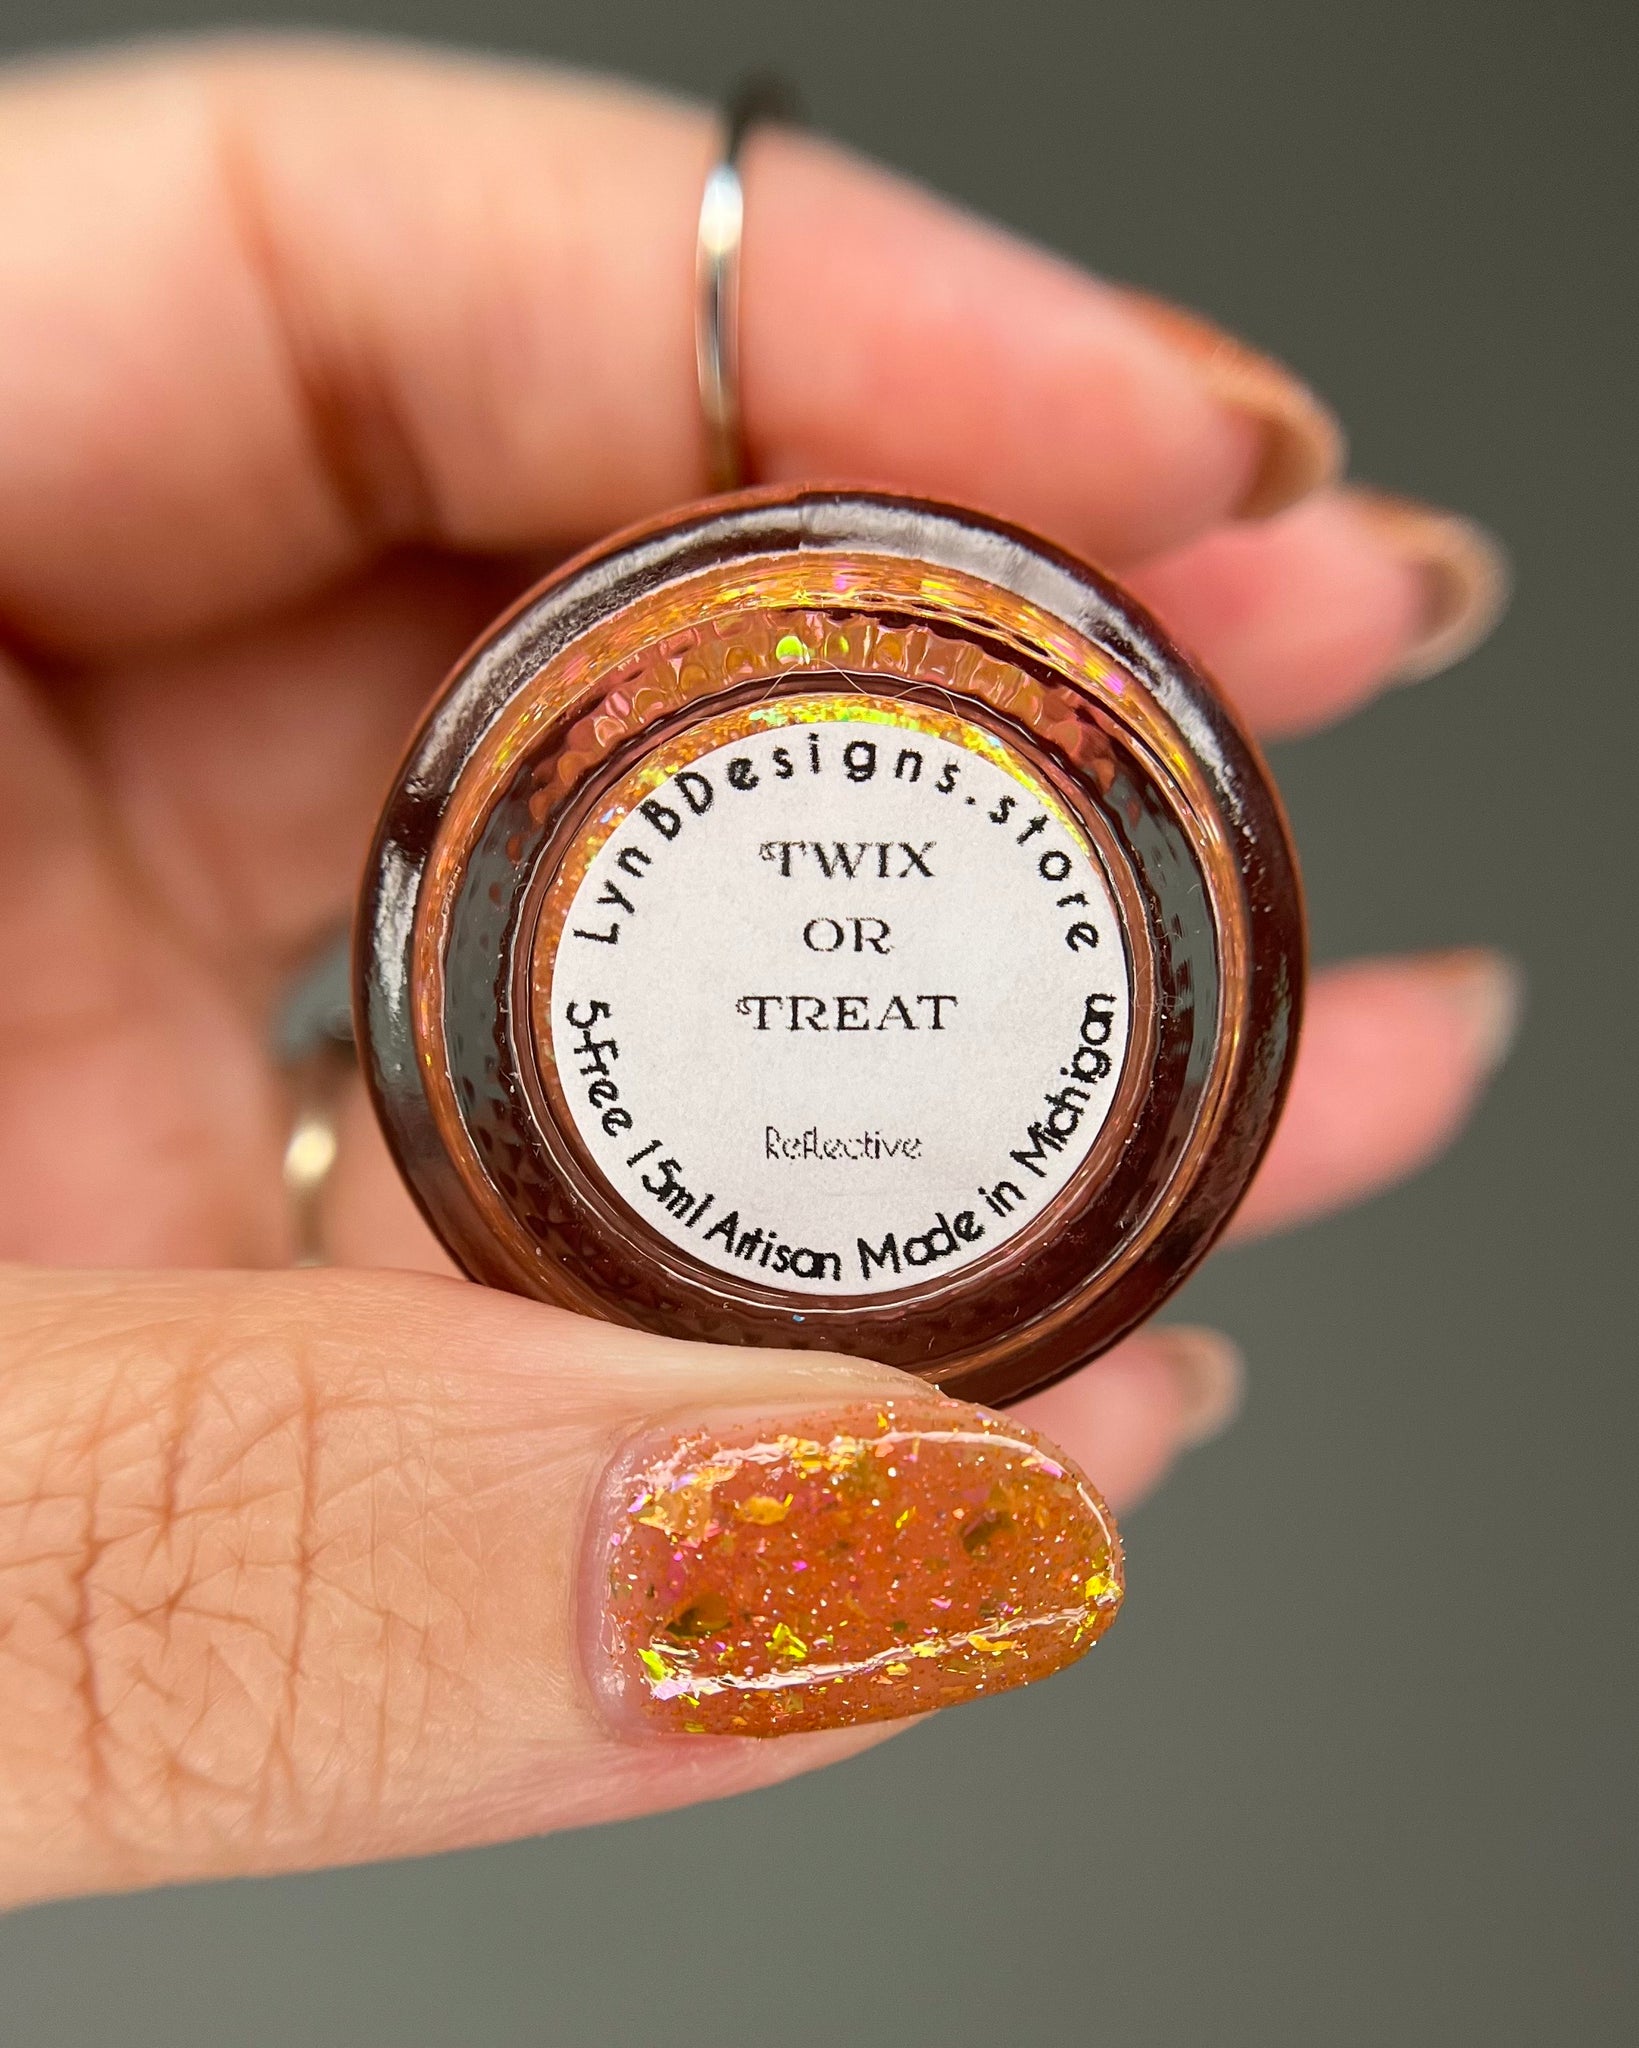 LynBDesigns.store
TWIX
OR
TREAT
Reflective
5-free 15ml Artisan Made in Michigan